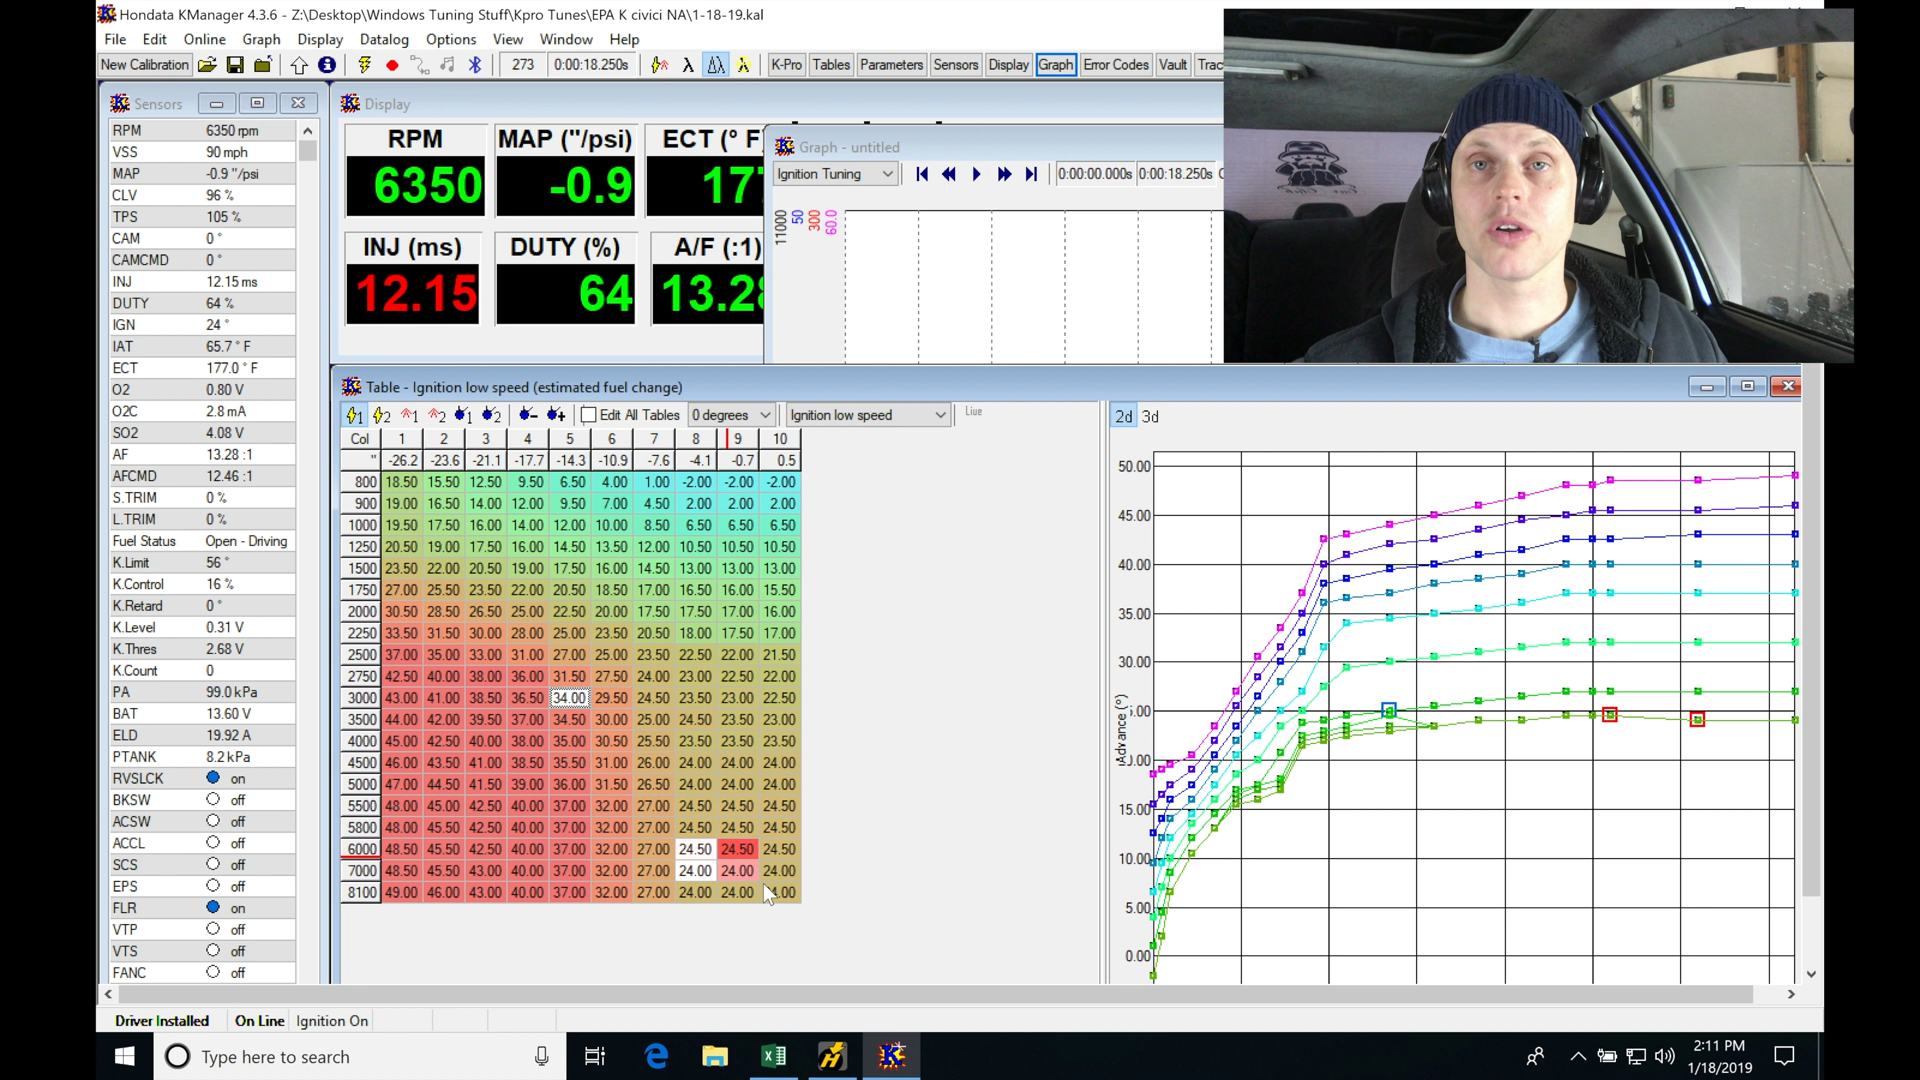 Hondata KManager 4.3.6 - Z:\Desktop\Windows Tuning Stuff\Kpro Tunes\EPA K civici NA\1-18-19.kal
File Edit Online Graph Display Datalog Options View Window Help
New Calibration 273 0:00:18.250s λ K-Pro Tables Parameters Sensors Display Graph Error Codes Vault Trac
Sensors
RPM 6350 rpm
VSS 90 mph
MAP -0.9 "/psi
CLV 96 %
TPS 105 %
CAM 0 °
CAMCMD 0 °
INJ 12.15 ms
DUTY 64 %
IGN 24 °
IAT 65.7 ° F
ECT 177.0 ° F
O2 0.80 V
O2C 2.8 mA
SO2 4.08 V
AF 13.28 :1
AFCMD 12.46 :1
S.TRIM 0 %
L.TRIM 0 %
Fuel Status Open - Driving
K.Limit 56 °
K.Control 16 %
K.Retard 0 °
K.Level 0.31 V
K.Thres 2.68 V
K.Count 0
PA 99.0 kPa
BAT 13.60 V
ELD 19.92 A
PTANK 8.2 kPa
RVSLCK on
BKSW off
ACSW off
ACCL off
SCS off
EPS off
FLR on
VTP off
VTS off
FANC off
Display
RPM MAP ("/psi) ECT (° F)
6350 -0.9 177
INJ (ms) DUTY (%) A/F (:1)
12.15 64 13.28
Graph - untitled
Ignition Tuning 0:00:00.000s 0:00:18.250s
11000 50 300 60.0
Table - Ignition low speed (estimated fuel change)
1 2 1 2 1 2 Edit All Tables 0 degrees Ignition low speed Live
Col 1 2 3 4 5 6 7 8 9 10
" -26.2 -23.6 -21.1 -17.7 -14.3 -10.9 -7.6 -4.1 -0.7 0.5
800 18.50 15.50 12.50 9.50 6.50 4.00 1.00 -2.00 -2.00 -2.00
900 19.00 16.50 14.00 12.00 9.50 7.00 4.50 2.00 2.00 2.00
1000 19.50 17.50 16.00 14.00 12.00 10.00 8.50 6.50 6.50 6.50
1250 20.50 19.00 17.50 16.00 14.50 13.50 12.00 10.50 10.50 10.50
1500 23.50 22.00 20.50 19.00 17.50 16.00 14.50 13.00 13.00 13.00
1750 27.00 25.50 23.50 22.00 20.50 18.50 17.00 16.50 16.00 15.50
2000 30.50 28.50 26.50 25.00 22.50 20.00 17.50 17.50 17.00 16.00
2250 33.50 31.50 30.00 28.00 25.00 23.50 20.50 18.00 17.50 17.00
2500 37.00 35.00 33.00 31.00 27.00 25.00 23.50 22.50 22.00 21.50
2750 42.50 40.00 38.00 36.00 31.50 27.50 24.00 23.00 22.50 22.00
3000 43.00 41.00 38.50 36.50 34.00 29.50 24.50 23.50 23.00 22.50
3500 44.00 42.00 39.50 37.00 34.50 30.00 25.00 24.50 23.50 23.00
4000 45.00 42.50 40.00 38.00 35.00 30.50 25.50 23.50 23.50 23.50
4500 46.00 43.50 41.00 38.50 35.50 31.00 26.00 24.00 24.00 24.00
5000 47.00 44.50 41.50 39.00 36.00 31.50 26.50 24.00 24.00 24.00
5500 48.00 45.00 42.50 40.00 37.00 32.00 27.00 24.50 24.50 24.50
5800 48.00 45.50 42.50 40.00 37.00 32.00 27.00 24.50 24.50 24.50
6000 48.50 45.50 42.50 40.00 37.00 32.00 27.00 24.50 24.50 24.50
7000 48.50 45.50 43.00 40.00 37.00 32.00 27.00 24.00 24.00 24.00
8100 49.00 46.00 43.00 40.00 37.00 32.00 27.00 24.00 24.00 4.00
2d 3d
50.00
45.00
40.00
35.00
30.00
15.00
10.00
5.00
0.00
Advance (°)
Driver Installed On Line Ignition On
Type here to search
2:11 PM
1/18/2019